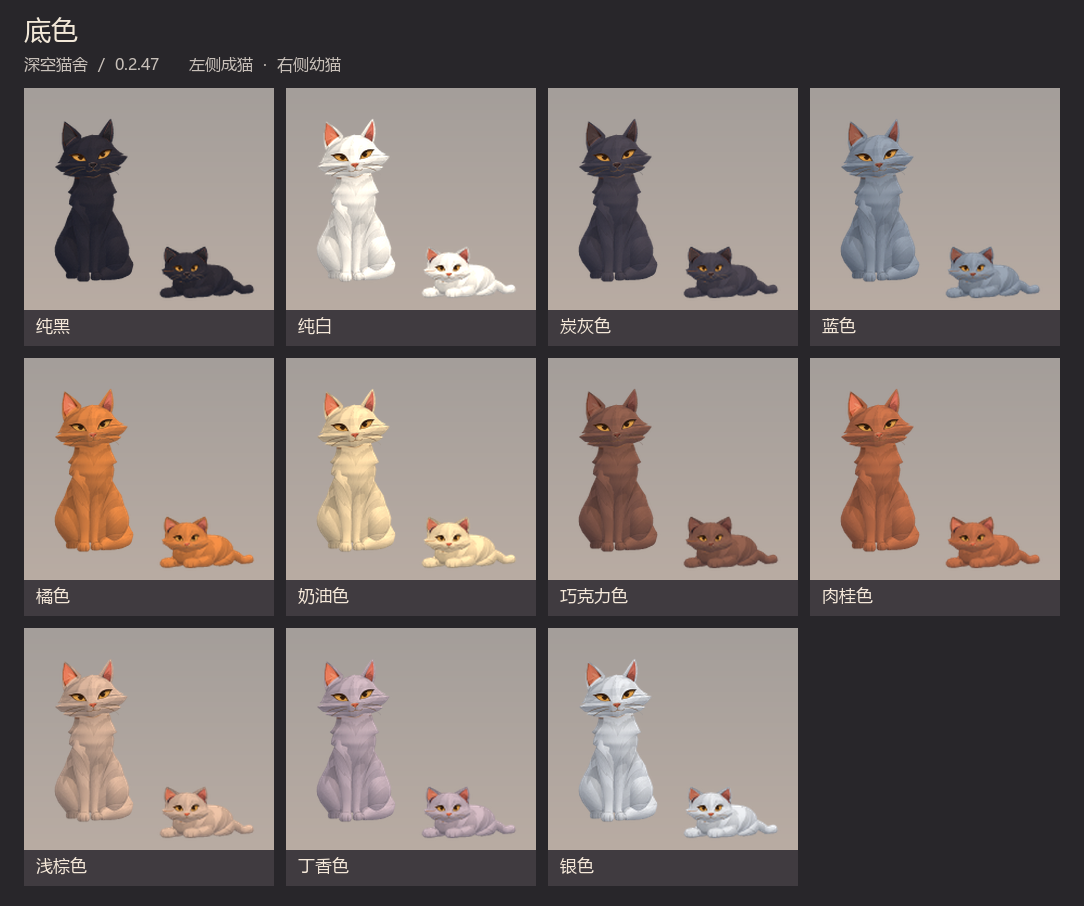 底色
深空猫舍 / 0.2.47 左侧成猫 · 右侧幼猫
纯黑
纯白
炭灰色
蓝色
橘色
奶油色
巧克力色
肉桂色
浅棕色
丁香色
银色